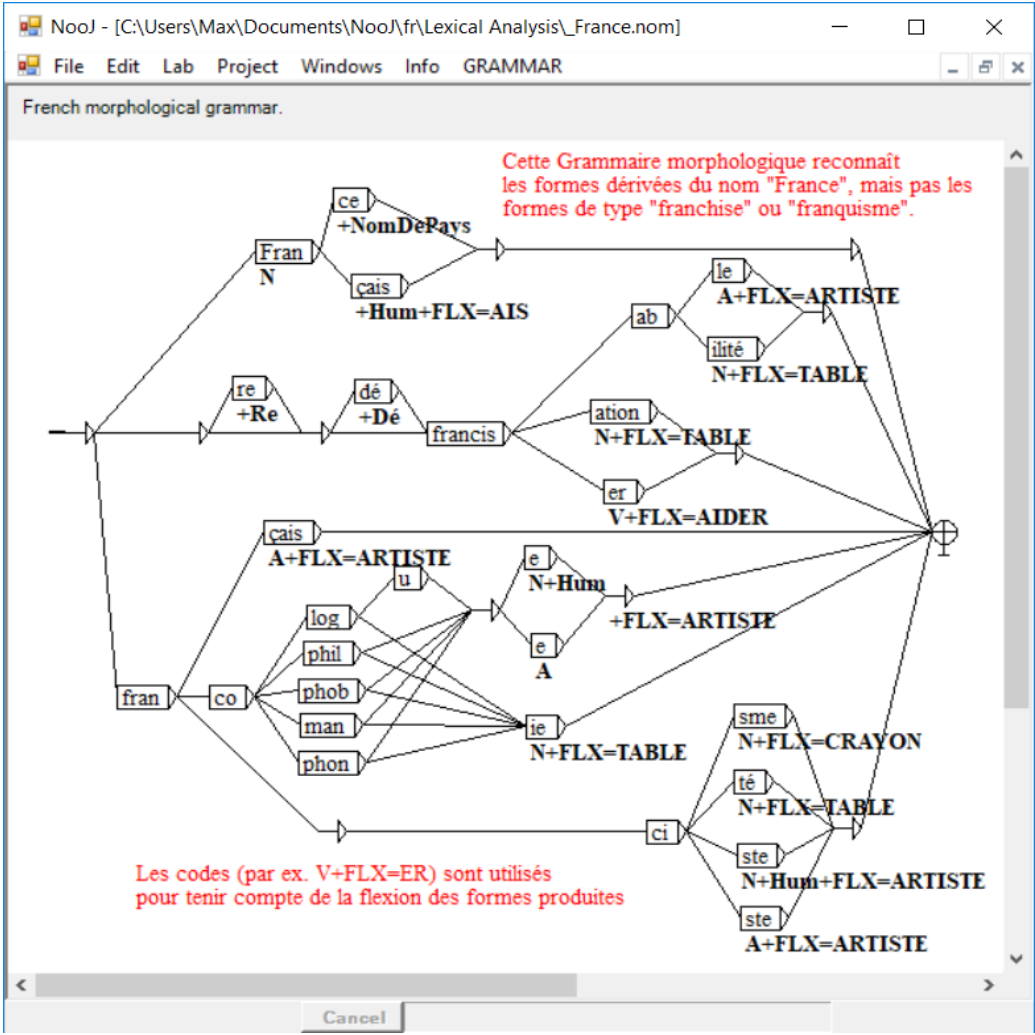 NooJ - [C:\Users\Max\Documents\NooJ\fr\Lexical Analysis\_France.nom]
File Edit Lab Project Windows Info GRAMMAR
French morphological grammar.
Cette Grammaire morphologique reconnaît
les formes dérivées du nom "France", mais pas les
formes de type "franchise" ou "franquisme".
ce
+NomDePays
Fran
N
çais
+Hum+FLX=AIS
le
A+FLX=ARTISTE
ab
ilité
N+FLX=TABLE
re
+Re
dé
+Dé
francis
ation
N+FLX=TABLE
er
V+FLX=AIDER
çais
A+FLX=ARTISTE
u
e
N+Hum
+FLX=ARTISTE
e
A
log
phil
phob
man
phon
fran
co
ie
N+FLX=TABLE
sme
N+FLX=CRAYON
té
N+FLX=TABLE
ci
ste
N+Hum+FLX=ARTISTE
ste
A+FLX=ARTISTE
Les codes (par ex. V+FLX=ER) sont utilisés
pour tenir compte de la flexion des formes produites
Cancel